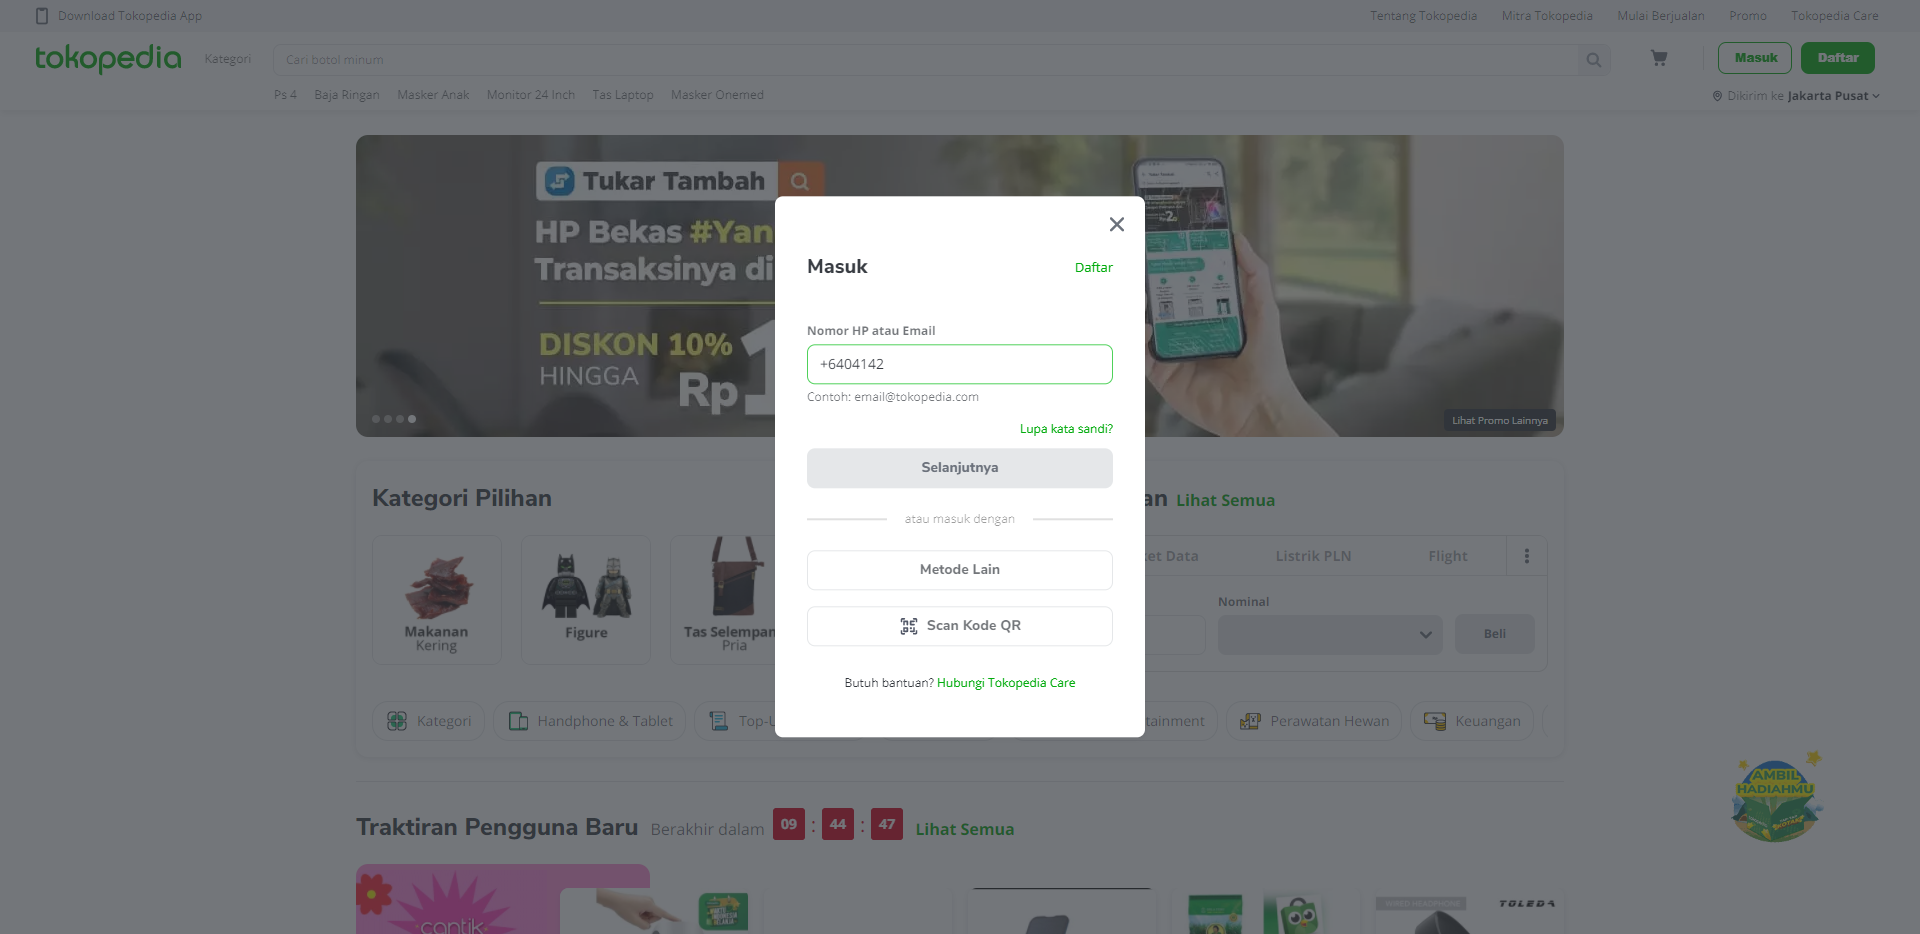 Download Tokopedia App
Tentang Tokopedia Mitra Tokopedia Mulai Berjualan Promo Tokopedia Care
tokopedia Kategori Cari botol minum Masuk Daftar
Ps 4 Baja Ringan Masker Anak Monitor 24 Inch Tas Laptop Masker Onemed
Dikirim ke Jakarta Pusat
Tukar Tambah
HP Bekas #Yan
Transaksinya di
DISKON 10%
HINGGA Rp
Lihat Promo Lainnya
Masuk Daftar
Nomor HP atau Email
+6404142
Contoh: email@tokopedia.com
Lupa kata sandi?
Selanjutnya
atau masuk dengan
Metode Lain
Scan Kode QR
Butuh bantuan? Hubungi Tokopedia Care
Kategori Pilihan
an Lihat Semua
et Data Listrik PLN Flight
Nominal
Beli
Makanan
Kering
Figure
Tas Selempan
Pria
Kategori Handphone & Tablet Top-U tainment Perawatan Hewan Keuangan
AMBIL
HADIAHMU
Traktiran Pengguna Baru Berakhir dalam 09 : 44 : 47 Lihat Semua
cantik
WIRED HEADPHONE
TOLEDA